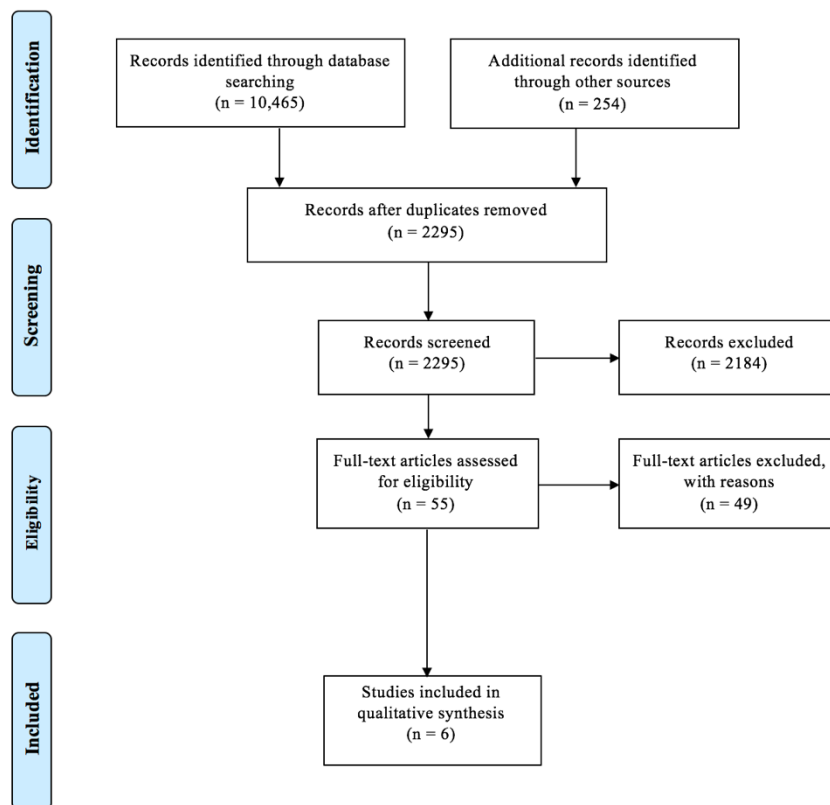 Identification
Records identified through database
searching
(n = 10,465)
Additional records identified
through other sources
(n = 254)
Records after duplicates removed
(n = 2295)
Screening
Records screened
(n = 2295)
Records excluded
(n = 2184)
Eligibility
Full-text articles assessed
for eligibility
(n = 55)
Full-text articles excluded,
with reasons
(n = 49)
Included
Studies included in
qualitative synthesis
(n = 6)